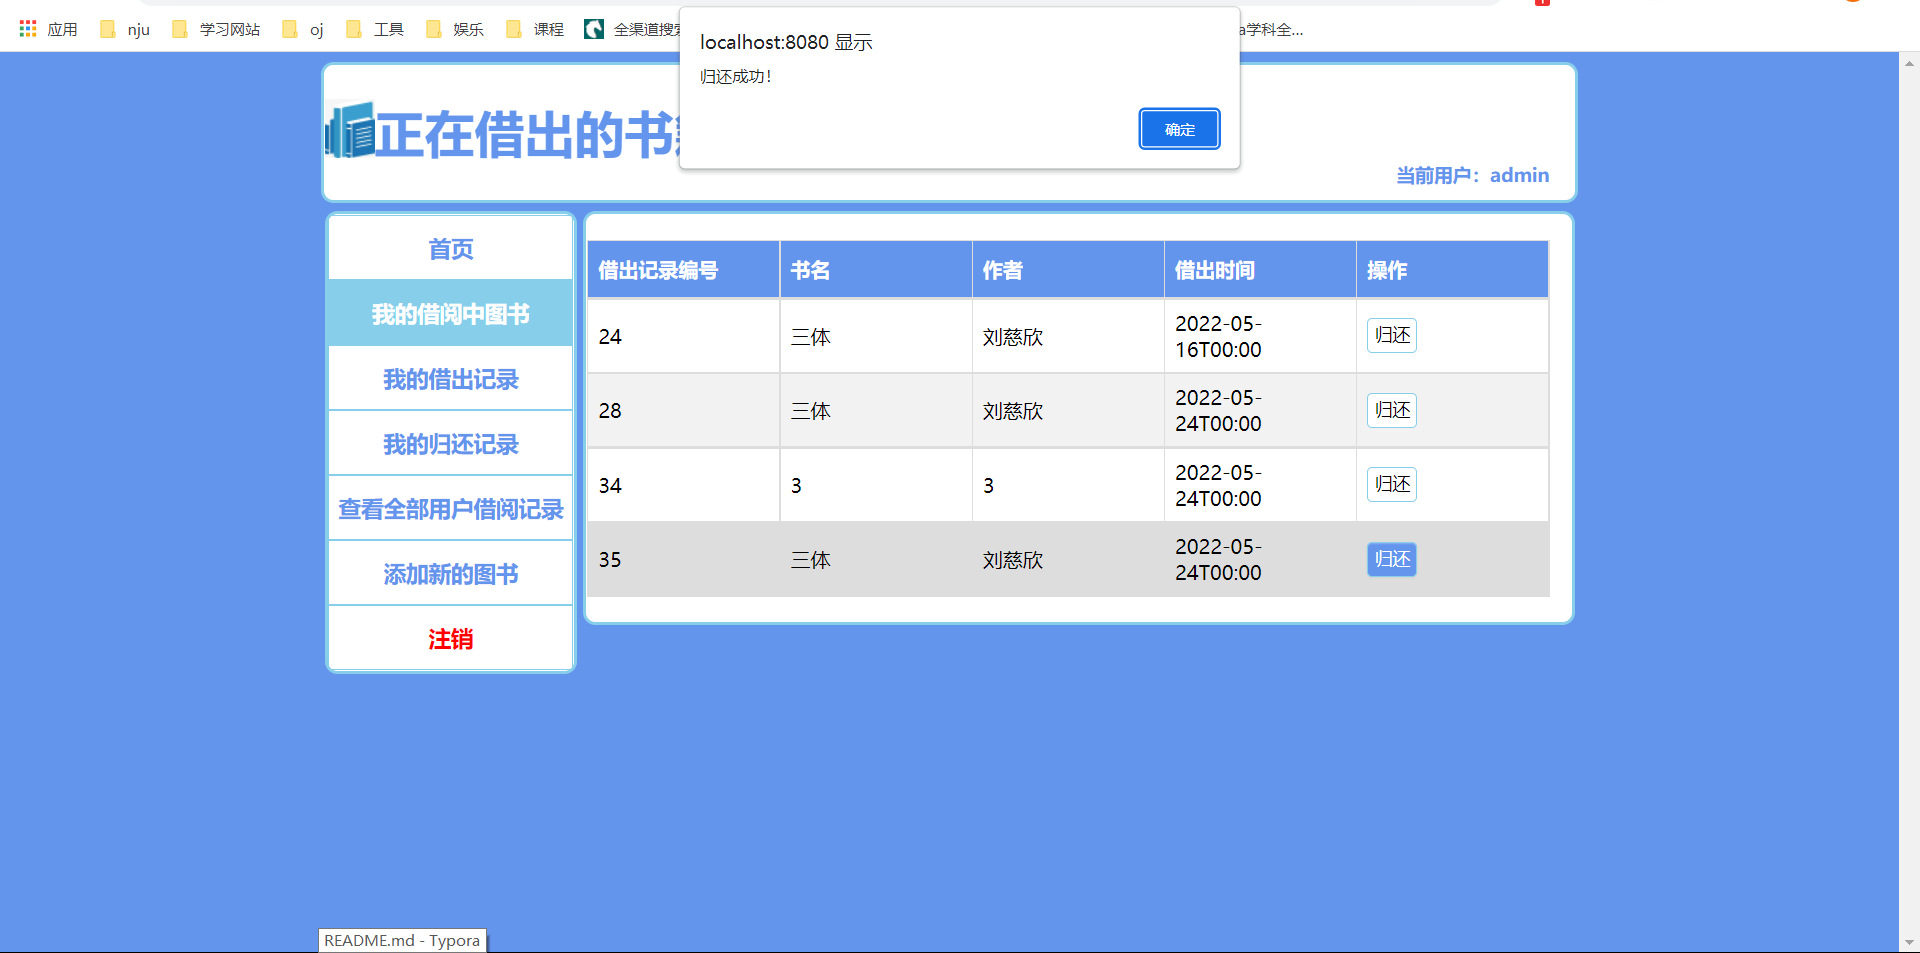 应用 nju 学习网站 oj 工具 娱乐 课程 全渠道搜 a学科全...
localhost:8080 显示
归还成功！
确定
正在借出的书
当前用户：admin
首页
我的借阅中图书
我的借出记录
我的归还记录
查看全部用户借阅记录
添加新的图书
注销
借出记录编号 书名 作者 借出时间 操作
24 三体 刘慈欣 2022-05-
16T00:00 归还
28 三体 刘慈欣 2022-05-
24T00:00 归还
34 3 3 2022-05-
24T00:00 归还
35 三体 刘慈欣 2022-05-
24T00:00 归还
README.md - Typora